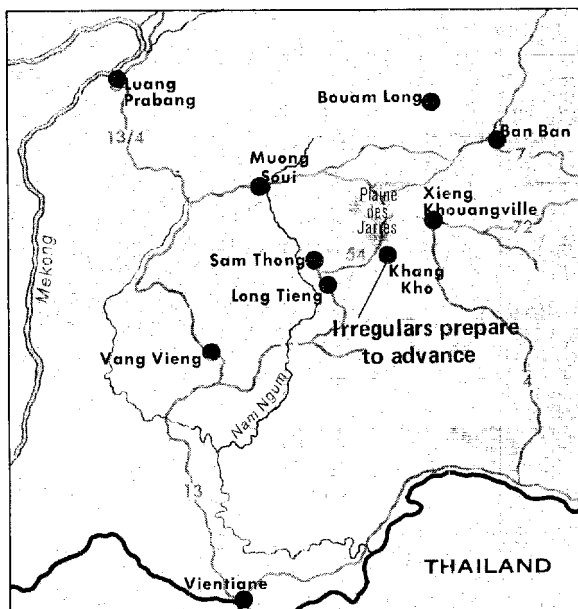 Luang
Prabang
13/4
Bouam Long
Ban Ban
7
Muong
Soui
Plaine
des
Jarres
Xieng
Khouangville
72
Sam Thong
54
Khang
Kho
Long Tieng
Mekong
Irregulars prepare
to advance
Vang Vieng
4
Nam Ngum
13
THAILAND
Vientiane